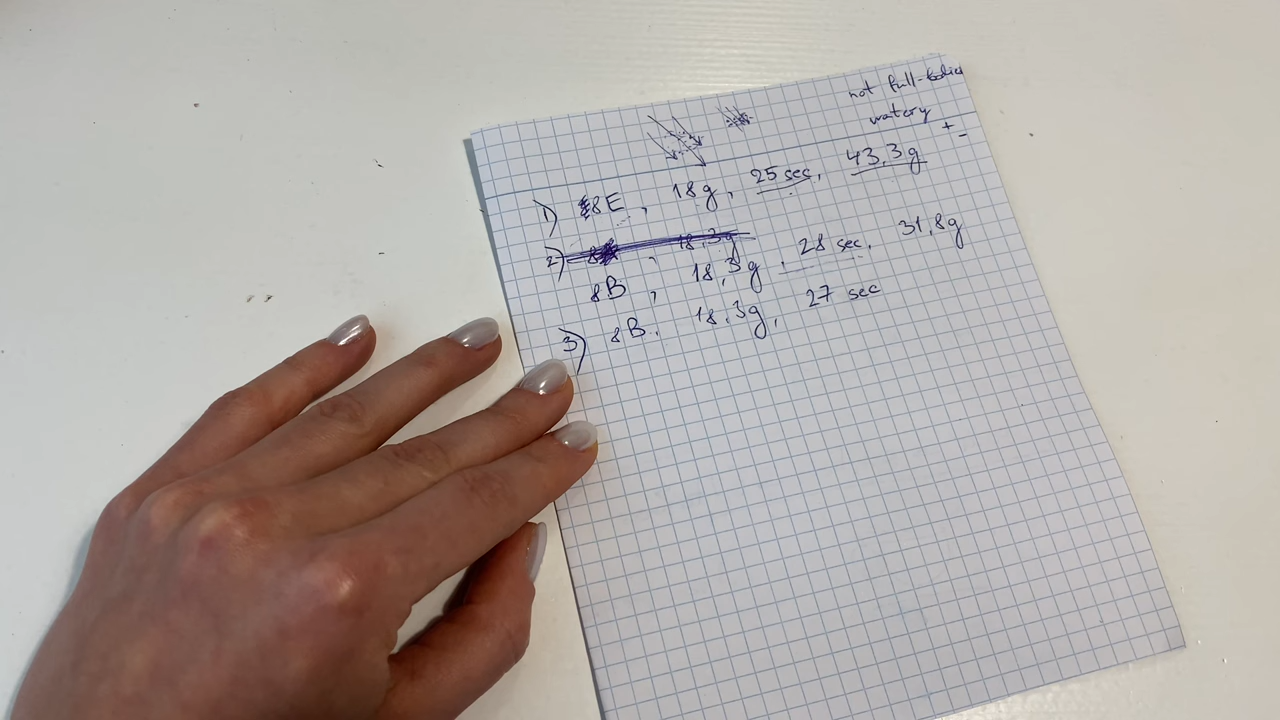 not full-bodied
watery
+ -
1) 8E, 18g, 25 sec, 43,3g
2) 8 , 18,3g
8B, 18,3g, 28 sec, 31,8g
3) 8B, 18,3g, 27 sec